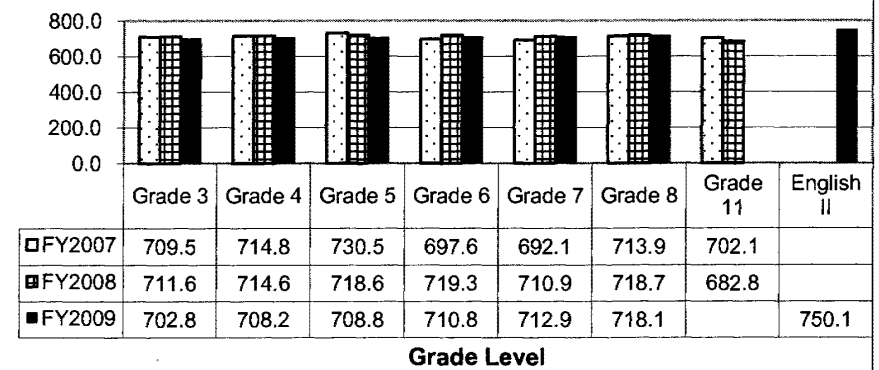 800.0
600.0
400.0
200.0
0.0
Grade 3 Grade 4 Grade 5 Grade 6 Grade 7 Grade 8 Grade 11 English II
FY2007 709.5 714.8 730.5 697.6 692.1 713.9 702.1
FY2008 711.6 714.6 718.6 719.3 710.9 718.7 682.8
FY2009 702.8 708.2 708.8 710.8 712.9 718.1 750.1
Grade Level